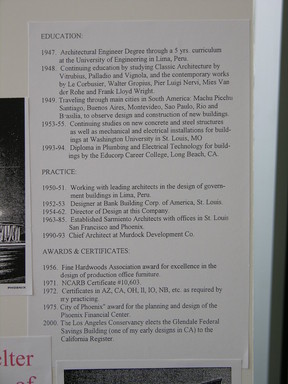 EDUCATION:
1947. Architectural Engineer Degree through a 5 yrs. curriculum
at the University of Engineering in Lima, Peru.
1948. Continuing education by studying Classic Architecture by
Vitrubius, Palladio and Vignola, and the contemporary works
by Le Corbusier, Walter Gropius, Pier Luigi Nervi, Mies Van
der Rohe and Frank Lloyd Wright.
1949. Traveling through main cities in South America: Machu Picchu
Santiago, Buenos Aires, Montevideo, Sao Paulo, Rio and
Brasilia, to observe design and construction of new buildings.
1953-55. Continuing studies on new concrete and steel structures
as well as mechanical and electrical installations for build-
ings at Washington University in St. Louis, MO
1993-94. Diploma in Plumbing and Electrical Technology for build-
ings by the Educorp Career College, Long Beach, CA.
PRACTICE:
1950-51. Working with leading architects in the design of govern-
ment buildings in Lima, Peru.
1952-53 Designer at Bank Building Corp. of America, St. Louis.
1954-62. Director of Design at this Company.
1963-85. Established Sarmiento Architects with offices in St. Louis
San Francisco and Phoenix.
1990-93 Chief Architect at Murdock Development Co.
AWARDS & CERTIFICATES:
1956. Fine Hardwoods Association award for excellence in the
design of production office furniture.
1971. NCARB Certificate #10,603.
1972. Certificates in AZ, CA, OH, Il, IO, NB, etc. as required by
my practicing.
1975. City of Phoenix" award for the planning and design of the
Phoenix Financial Center.
2000. The Los Angeles Conservancy elects the Glendale Federal
Savings Building (one of my early designs in CA) to the
California Register.
elter
of